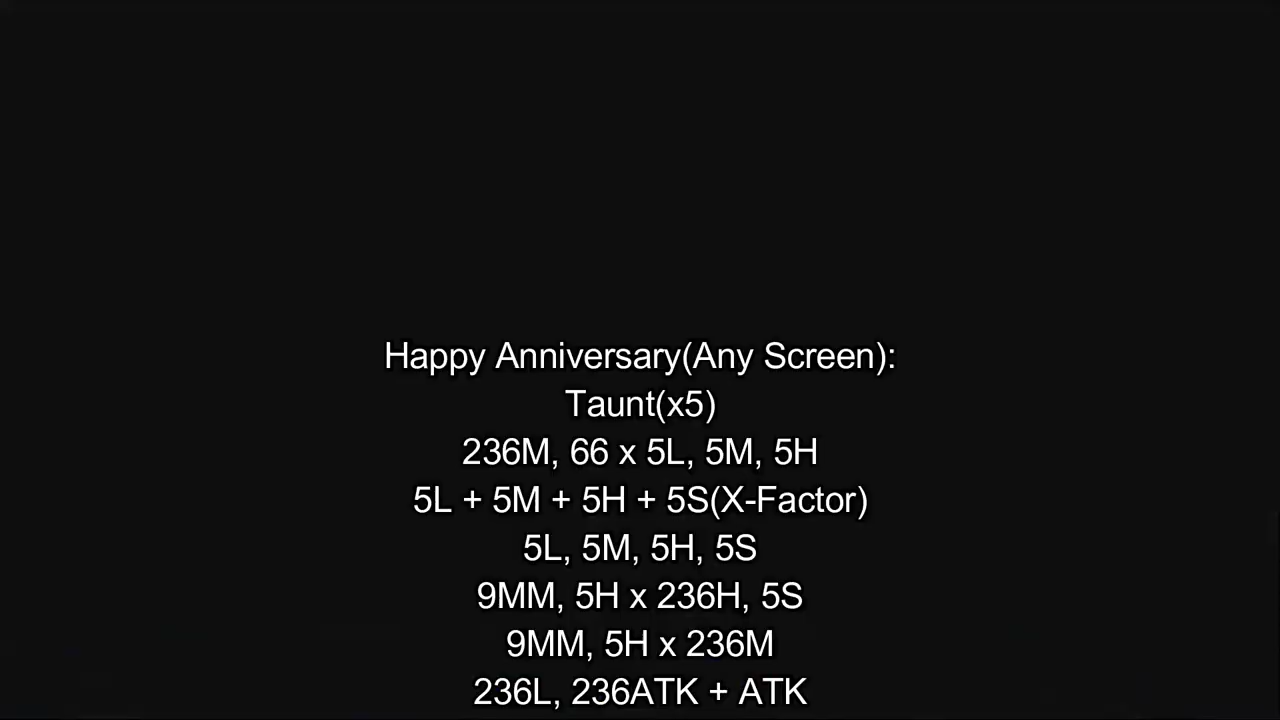 Happy Anniversary(Any Screen):
Taunt(x5)
236M, 66 x 5L, 5M, 5H
5L + 5M + 5H + 5S(X-Factor)
5L, 5M, 5H, 5S
9MM, 5H x 236H, 5S
9MM, 5H x 236M
236L, 236ATK + ATK